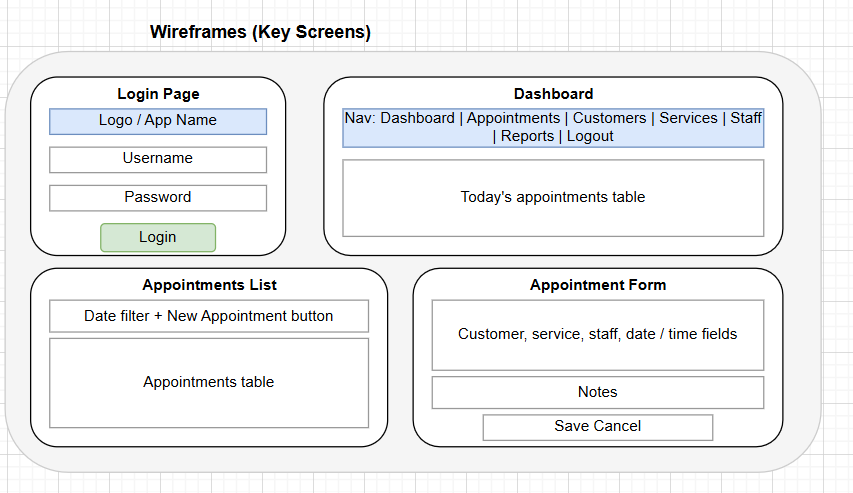 Wireframes (Key Screens)
Login Page
Logo / App Name
Username
Password
Login
Dashboard
Nav: Dashboard | Appointments | Customers | Services | Staff
| Reports | Logout
Today's appointments table
Appointments List
Date filter + New Appointment button
Appointments table
Appointment Form
Customer, service, staff, date / time fields
Notes
Save Cancel